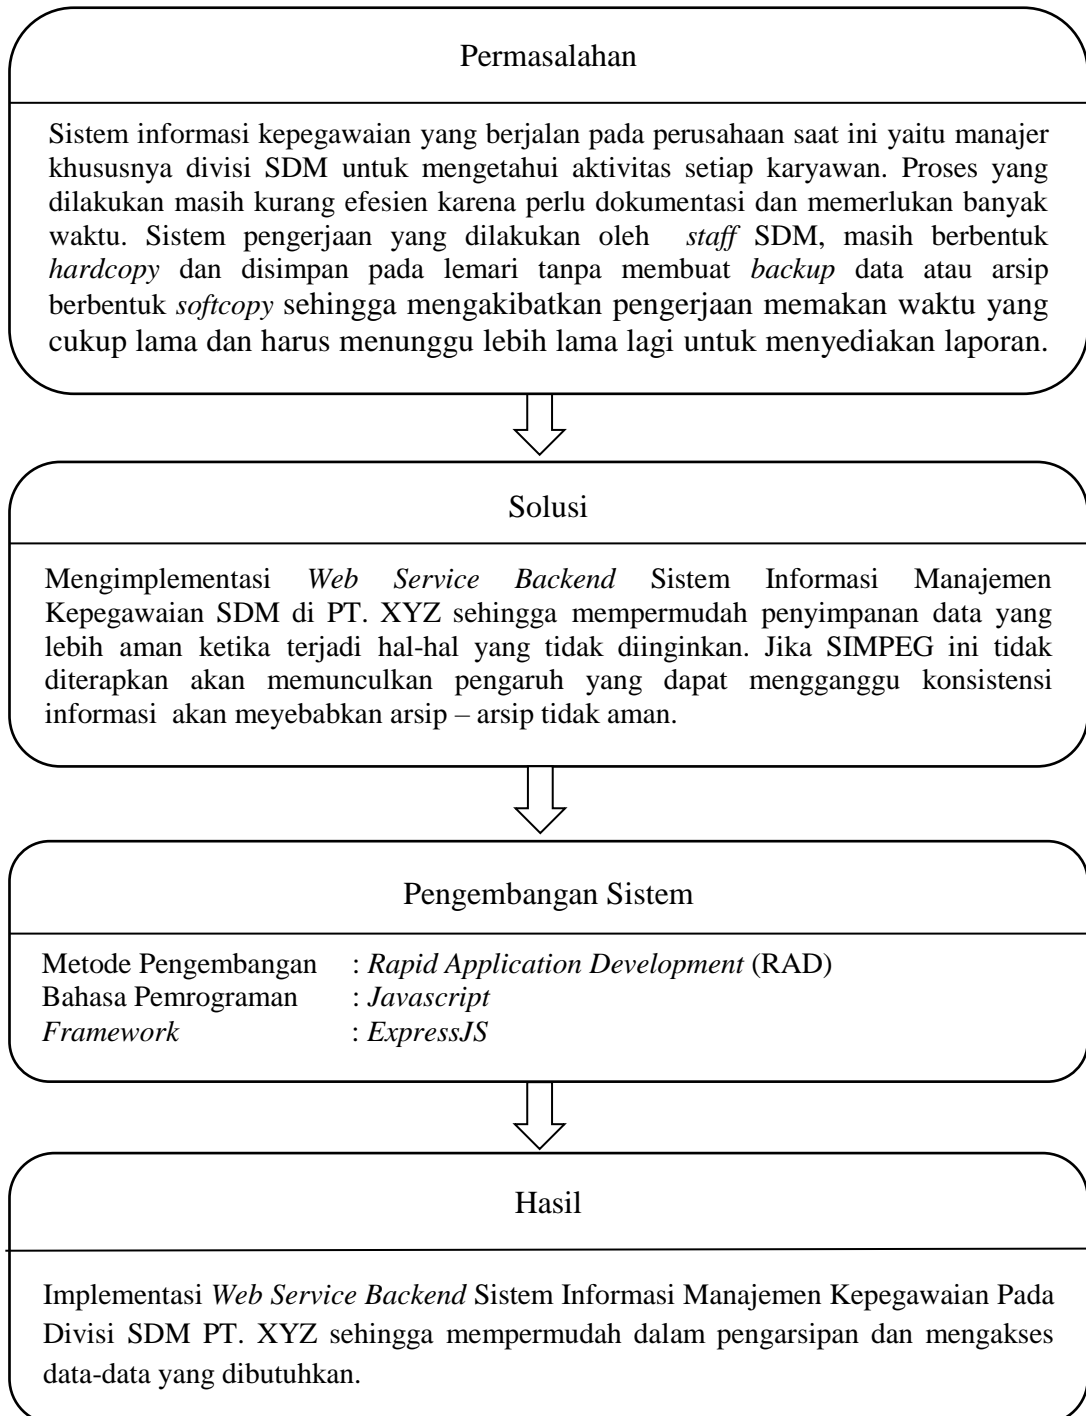 Permasalahan
Sistem informasi kepegawaian yang berjalan pada perusahaan saat ini yaitu manajer
khususnya divisi SDM untuk mengetahui aktivitas setiap karyawan. Proses yang
dilakukan masih kurang efesien karena perlu dokumentasi dan memerlukan banyak
waktu. Sistem pengerjaan yang dilakukan oleh staff SDM, masih berbentuk
hardcopy dan disimpan pada lemari tanpa membuat backup data atau arsip
berbentuk softcopy sehingga mengakibatkan pengerjaan memakan waktu yang
cukup lama dan harus menunggu lebih lama lagi untuk menyediakan laporan.
Solusi
Mengimplementasi Web Service Backend Sistem Informasi Manajemen
Kepegawaian SDM di PT. XYZ sehingga mempermudah penyimpanan data yang
lebih aman ketika terjadi hal-hal yang tidak diinginkan. Jika SIMPEG ini tidak
diterapkan akan memunculkan pengaruh yang dapat mengganggu konsistensi
informasi akan meyebabkan arsip – arsip tidak aman.
Pengembangan Sistem
Metode Pengembangan : Rapid Application Development (RAD)
Bahasa Pemrograman : Javascript
Framework : ExpressJS
Hasil
Implementasi Web Service Backend Sistem Informasi Manajemen Kepegawaian Pada
Divisi SDM PT. XYZ sehingga mempermudah dalam pengarsipan dan mengakses
data-data yang dibutuhkan.